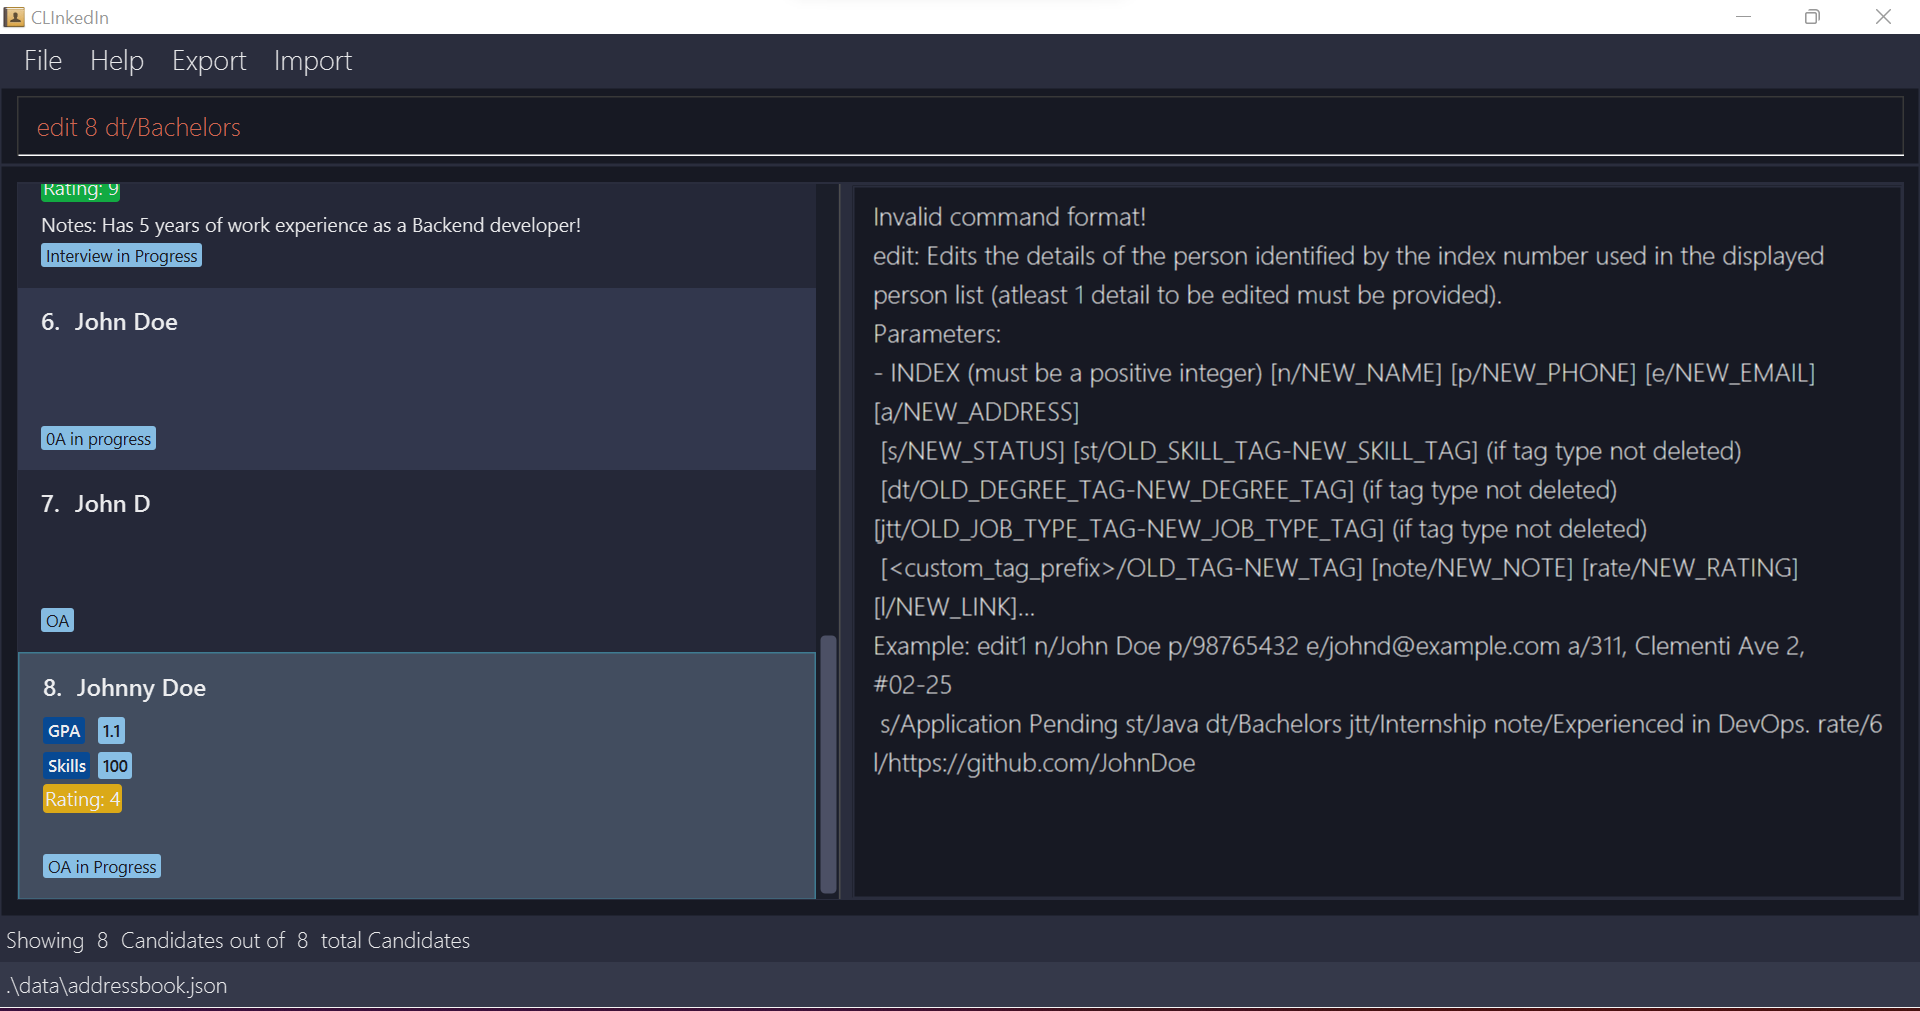 CLInkedIn
File Help Export Import
edit 8 dt/Bachelors
Rating: 9
Notes: Has 5 years of work experience as a Backend developer!
Interview in Progress
6. John Doe
0A in progress
7. John D
OA
8. Johnny Doe
GPA 1.1
Skills 100
Rating: 4
OA in Progress
Invalid command format!
edit: Edits the details of the person identified by the index number used in the displayed
person list (atleast 1 detail to be edited must be provided).
Parameters:
- INDEX (must be a positive integer) [n/NEW_NAME] [p/NEW_PHONE] [e/NEW_EMAIL]
[a/NEW_ADDRESS]
[s/NEW_STATUS] [st/OLD_SKILL_TAG-NEW_SKILL_TAG] (if tag type not deleted)
[dt/OLD_DEGREE_TAG-NEW_DEGREE_TAG] (if tag type not deleted)
[jtt/OLD_JOB_TYPE_TAG-NEW_JOB_TYPE_TAG] (if tag type not deleted)
[<custom_tag_prefix>/OLD_TAG-NEW_TAG] [note/NEW_NOTE] [rate/NEW_RATING]
[l/NEW_LINK]...
Example: edit1 n/John Doe p/98765432 e/johnd@example.com a/311, Clementi Ave 2,
#02-25
s/Application Pending st/Java dt/Bachelors jtt/Internship note/Experienced in DevOps. rate/6
l/https://github.com/JohnDoe
Showing 8 Candidates out of 8 total Candidates
.\data\addressbook.json